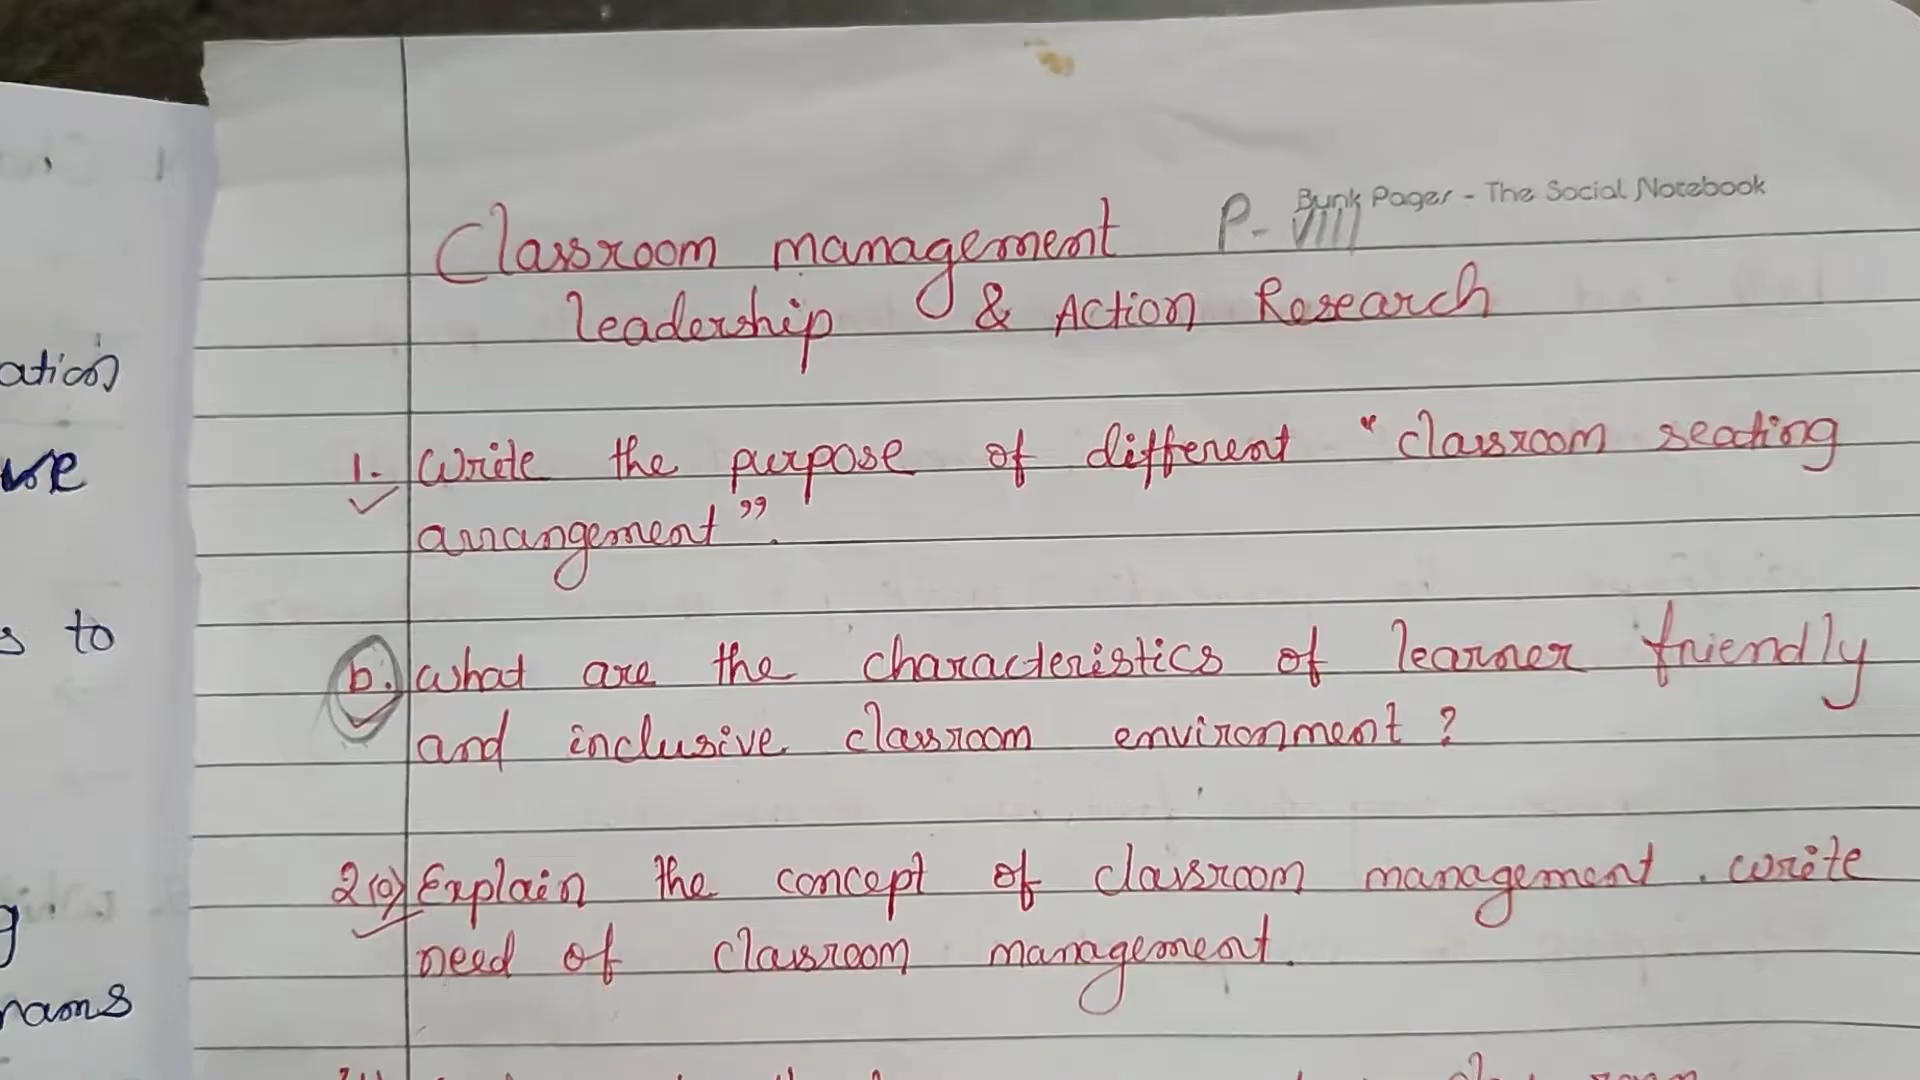 Bunk Pages - The Social Notebook
Classroom management P- VIII
leadership & Action Research
1. Write the purpose of different "classroom seating
arrangement".
b. What are the characteristics of learner friendly
and inclusive classroom environment?
2(a) Explain the concept of classroom management. write
need of classroom management.
to